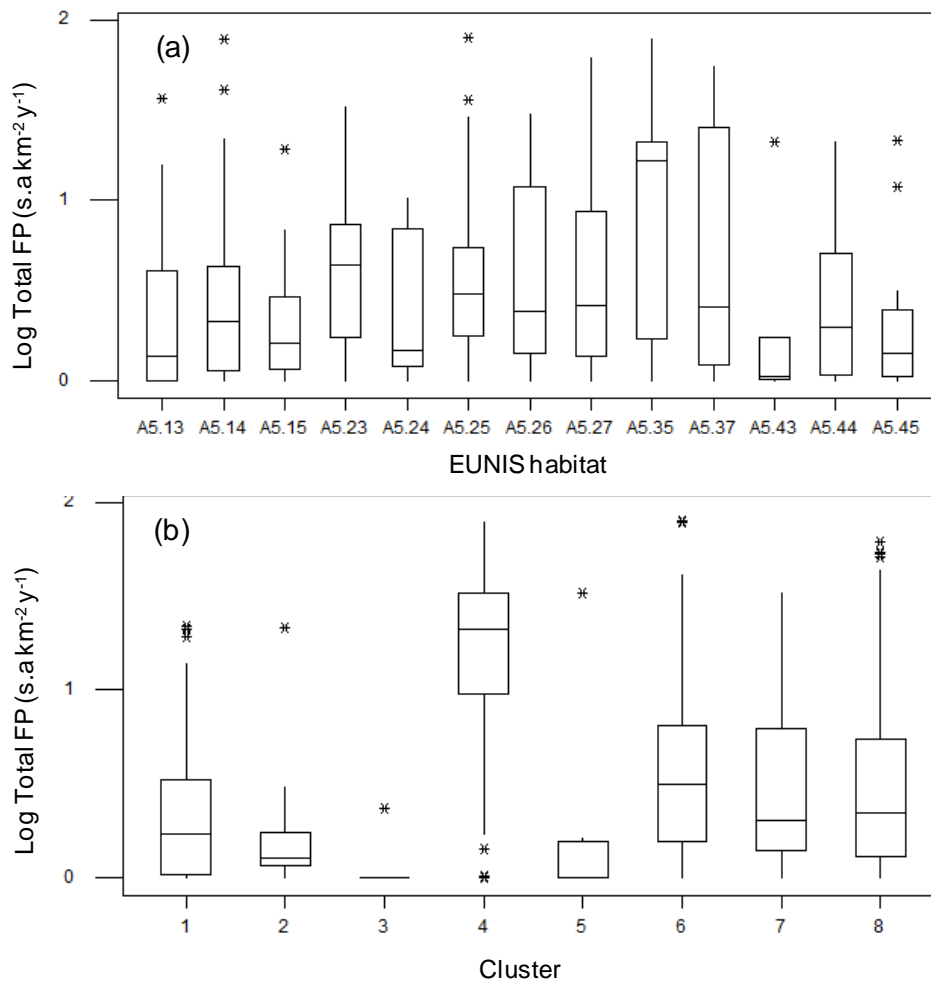 (a)
Log Total FP (s.a km-2 y-1)
2
1
0
A5.13 A5.14 A5.15 A5.23 A5.24 A5.25 A5.26 A5.27 A5.35 A5.37 A5.43 A5.44 A5.45
EUNIS habitat
(b)
Log Total FP (s.a km-2 y-1)
2
1
0
1 2 3 4 5 6 7 8
Cluster